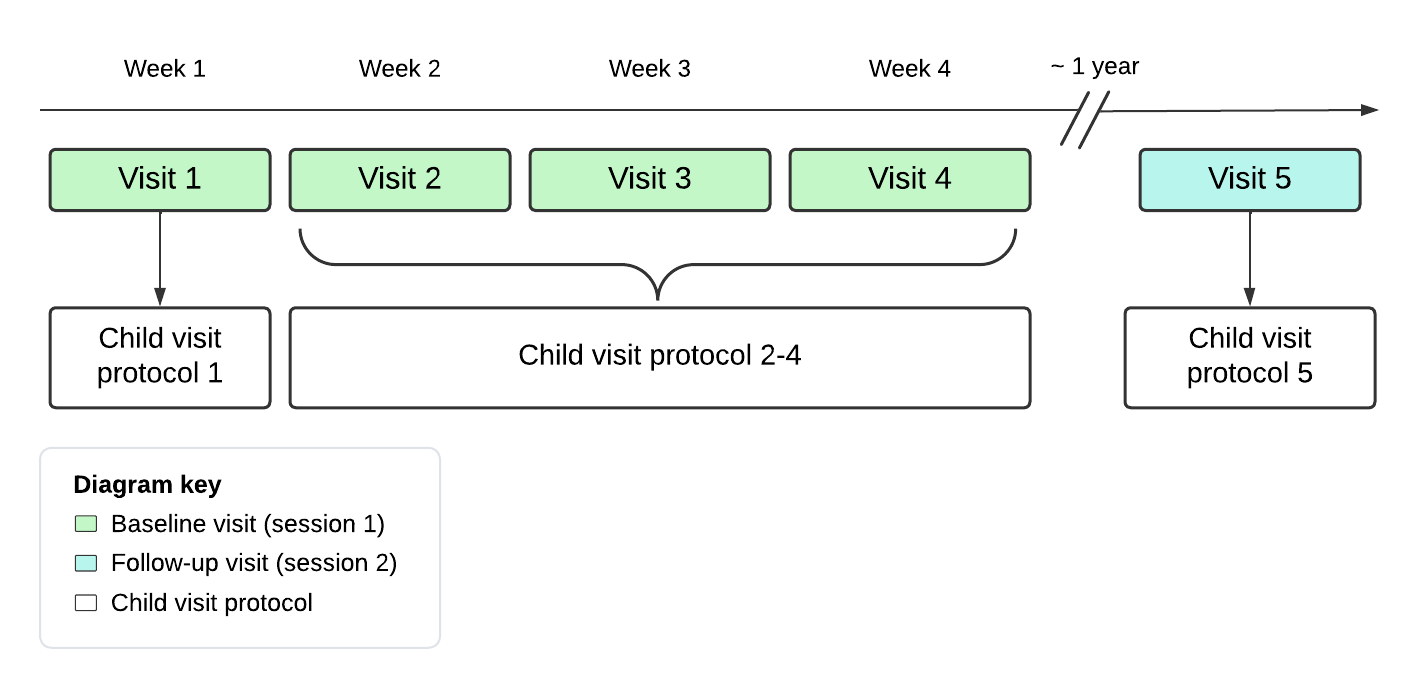 Week 1
Week 2
Week 3
Week 4
~ 1 year
Visit 1
Visit 2
Visit 3
Visit 4
Visit 5
Child visit
protocol 1
Child visit protocol 2-4
Child visit
protocol 5
Diagram key
Baseline visit (session 1)
Follow-up visit (session 2)
Child visit protocol